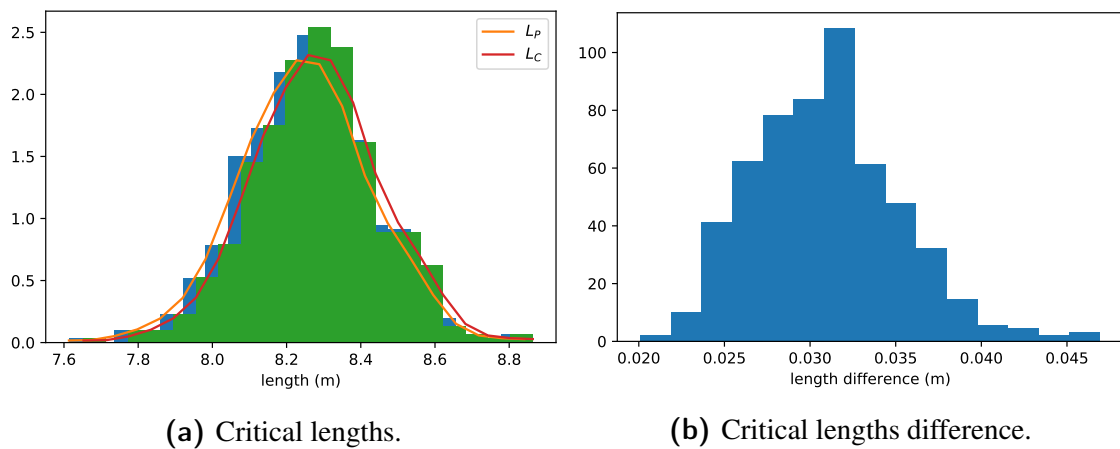 2.5
2.0
1.5
1.0
0.5
0.0
7.6 7.8 8.0 8.2 8.4 8.6 8.8
length (m)
L_P
L_C
(a) Critical lengths.
100
80
60
40
20
0
0.020 0.025 0.030 0.035 0.040 0.045
length difference (m)
(b) Critical lengths difference.